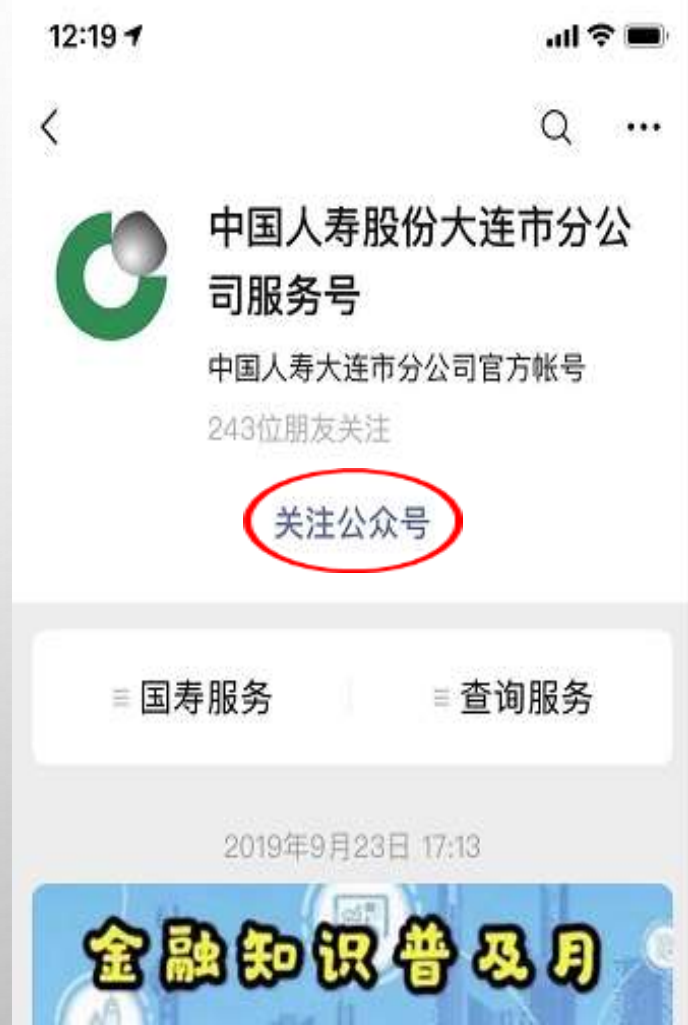 12:19
中国人寿股份大连市分公
司服务号
中国人寿大连市分公司官方帐号
243位朋友关注
关注公众号
国寿服务 查询服务
2019年9月23日 17:13
金融知识普及月